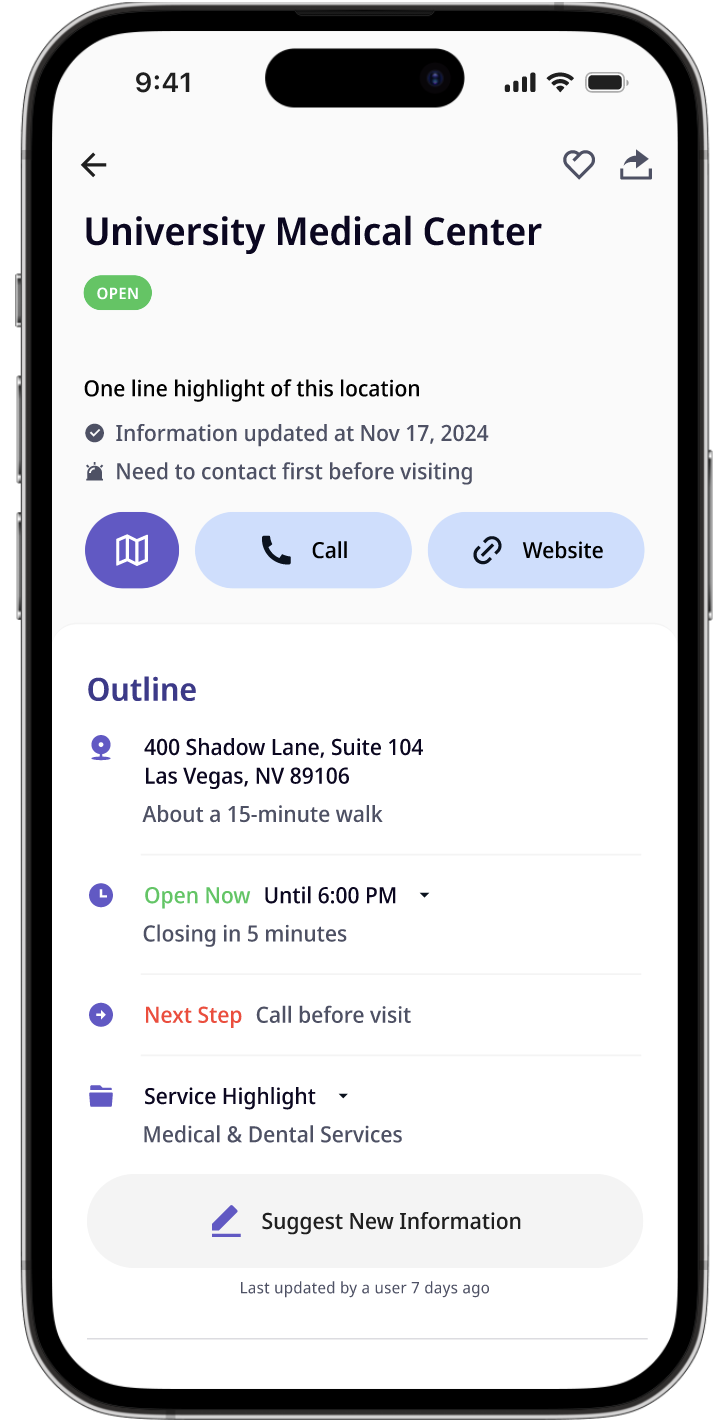 9:41
University Medical Center
OPEN
One line highlight of this location
Information updated at Nov 17, 2024
Need to contact first before visiting
Call
Website
Outline
400 Shadow Lane, Suite 104
Las Vegas, NV 89106
About a 15-minute walk
Open Now Until 6:00 PM
Closing in 5 minutes
Next Step Call before visit
Service Highlight
Medical & Dental Services
Suggest New Information
Last updated by a user 7 days ago